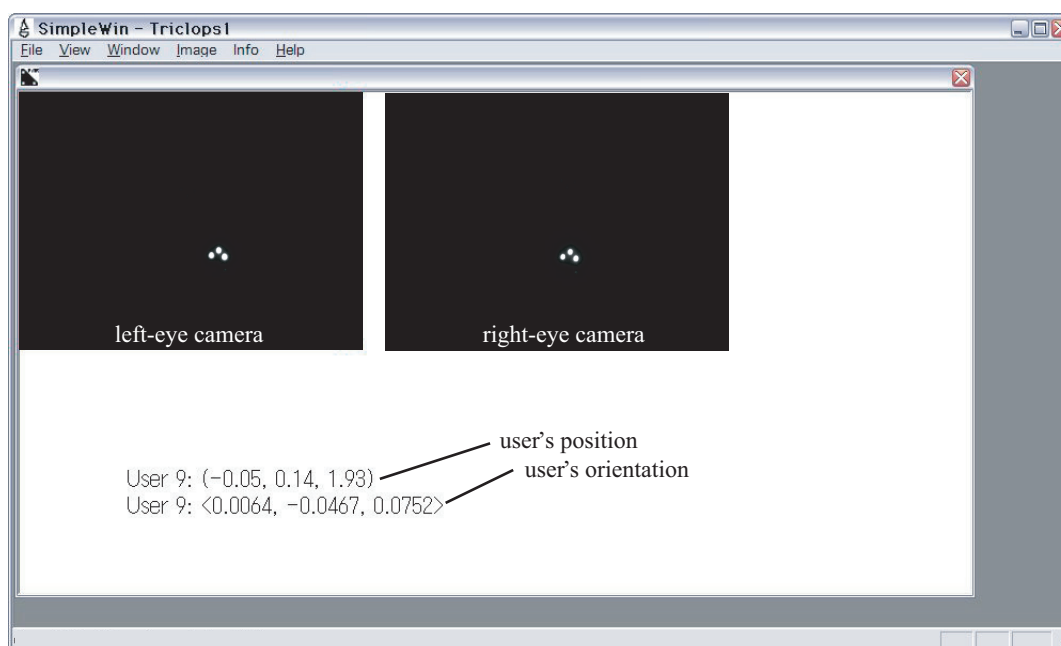 SimpleWin - Triclops1
File View Window Image Info Help
left-eye camera
right-eye camera
user's position
user's orientation
User 9: (-0.05, 0.14, 1.93)
User 9: <0.0064, -0.0467, 0.0752>